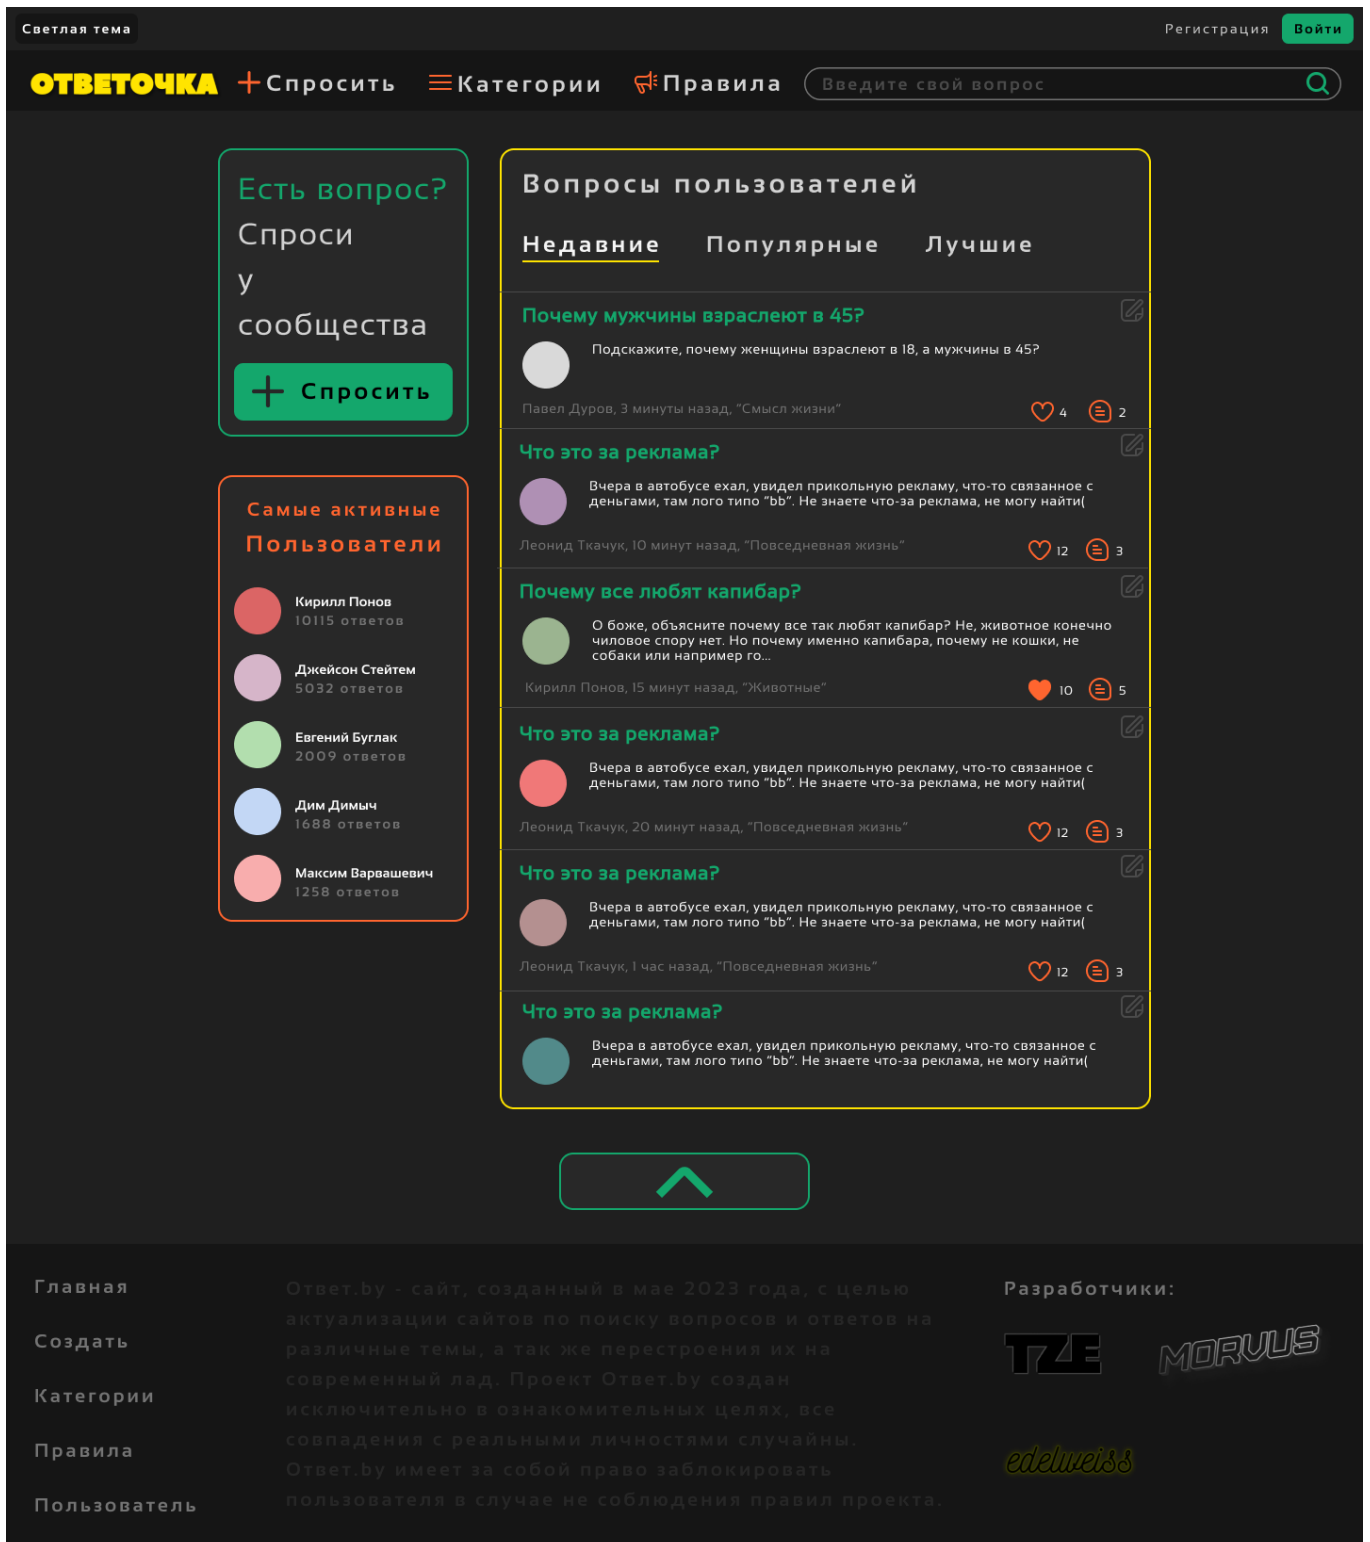 Светлая тема
Регистрация
Войти
ОТВЕТОЧКА
Спросить
Категории
Правила
Введите свой вопрос
Есть вопрос?
Спроси
у
сообщества
Спросить
Самые активные
Пользователи
Кирилл Понов
10115 ответов
Джейсон Стейтем
5032 ответов
Евгений Буглак
2009 ответов
Дим Димыч
1688 ответов
Максим Варвашевич
1258 ответов
Вопросы пользователей
Недавние
Популярные
Лучшие
Почему мужчины взраслеют в 45?
Подскажите, почему женщины взраслеют в 18, а мужчины в 45?
Павел Дуров, 3 минуты назад, “Смысл жизни“
4
2
Что это за реклама?
Вчера в автобусе ехал, увидел прикольную рекламу, что-то связанное с
деньгами, там лого типо “bb”. Не знаете что-за реклама, не могу найти(
Леонид Ткачук, 10 минут назад, “Повседневная жизнь“
12
3
Почему все любят капибар?
О боже, объясните почему все так любят капибар? Не, животное конечно
чиловое спору нет. Но почему именно капибара, почему не кошки, не
собаки или например го...
Кирилл Понов, 15 минут назад, “Животные“
10
5
Что это за реклама?
Вчера в автобусе ехал, увидел прикольную рекламу, что-то связанное с
деньгами, там лого типо “bb”. Не знаете что-за реклама, не могу найти(
Леонид Ткачук, 20 минут назад, “Повседневная жизнь“
12
3
Что это за реклама?
Вчера в автобусе ехал, увидел прикольную рекламу, что-то связанное с
деньгами, там лого типо “bb”. Не знаете что-за реклама, не могу найти(
Леонид Ткачук, 1 час назад, “Повседневная жизнь“
12
3
Что это за реклама?
Вчера в автобусе ехал, увидел прикольную рекламу, что-то связанное с
деньгами, там лого типо “bb”. Не знаете что-за реклама, не могу найти(
Главная
Создать
Категории
Правила
Пользователь
Ответ.by - сайт, созданный в мае 2023 года, с целью
актуализации сайтов по поиску вопросов и ответов на
различные темы, а так же перестроения их на
современный лад. Проект Ответ.by создан
исключительно в ознакомительных целях, все
совпадения с реальными личностями случайны.
Ответ.by имеет за собой право заблокировать
пользователя в случае не соблюдения правил проекта.
Разработчики:
TZE
MORVUS
edelweiss